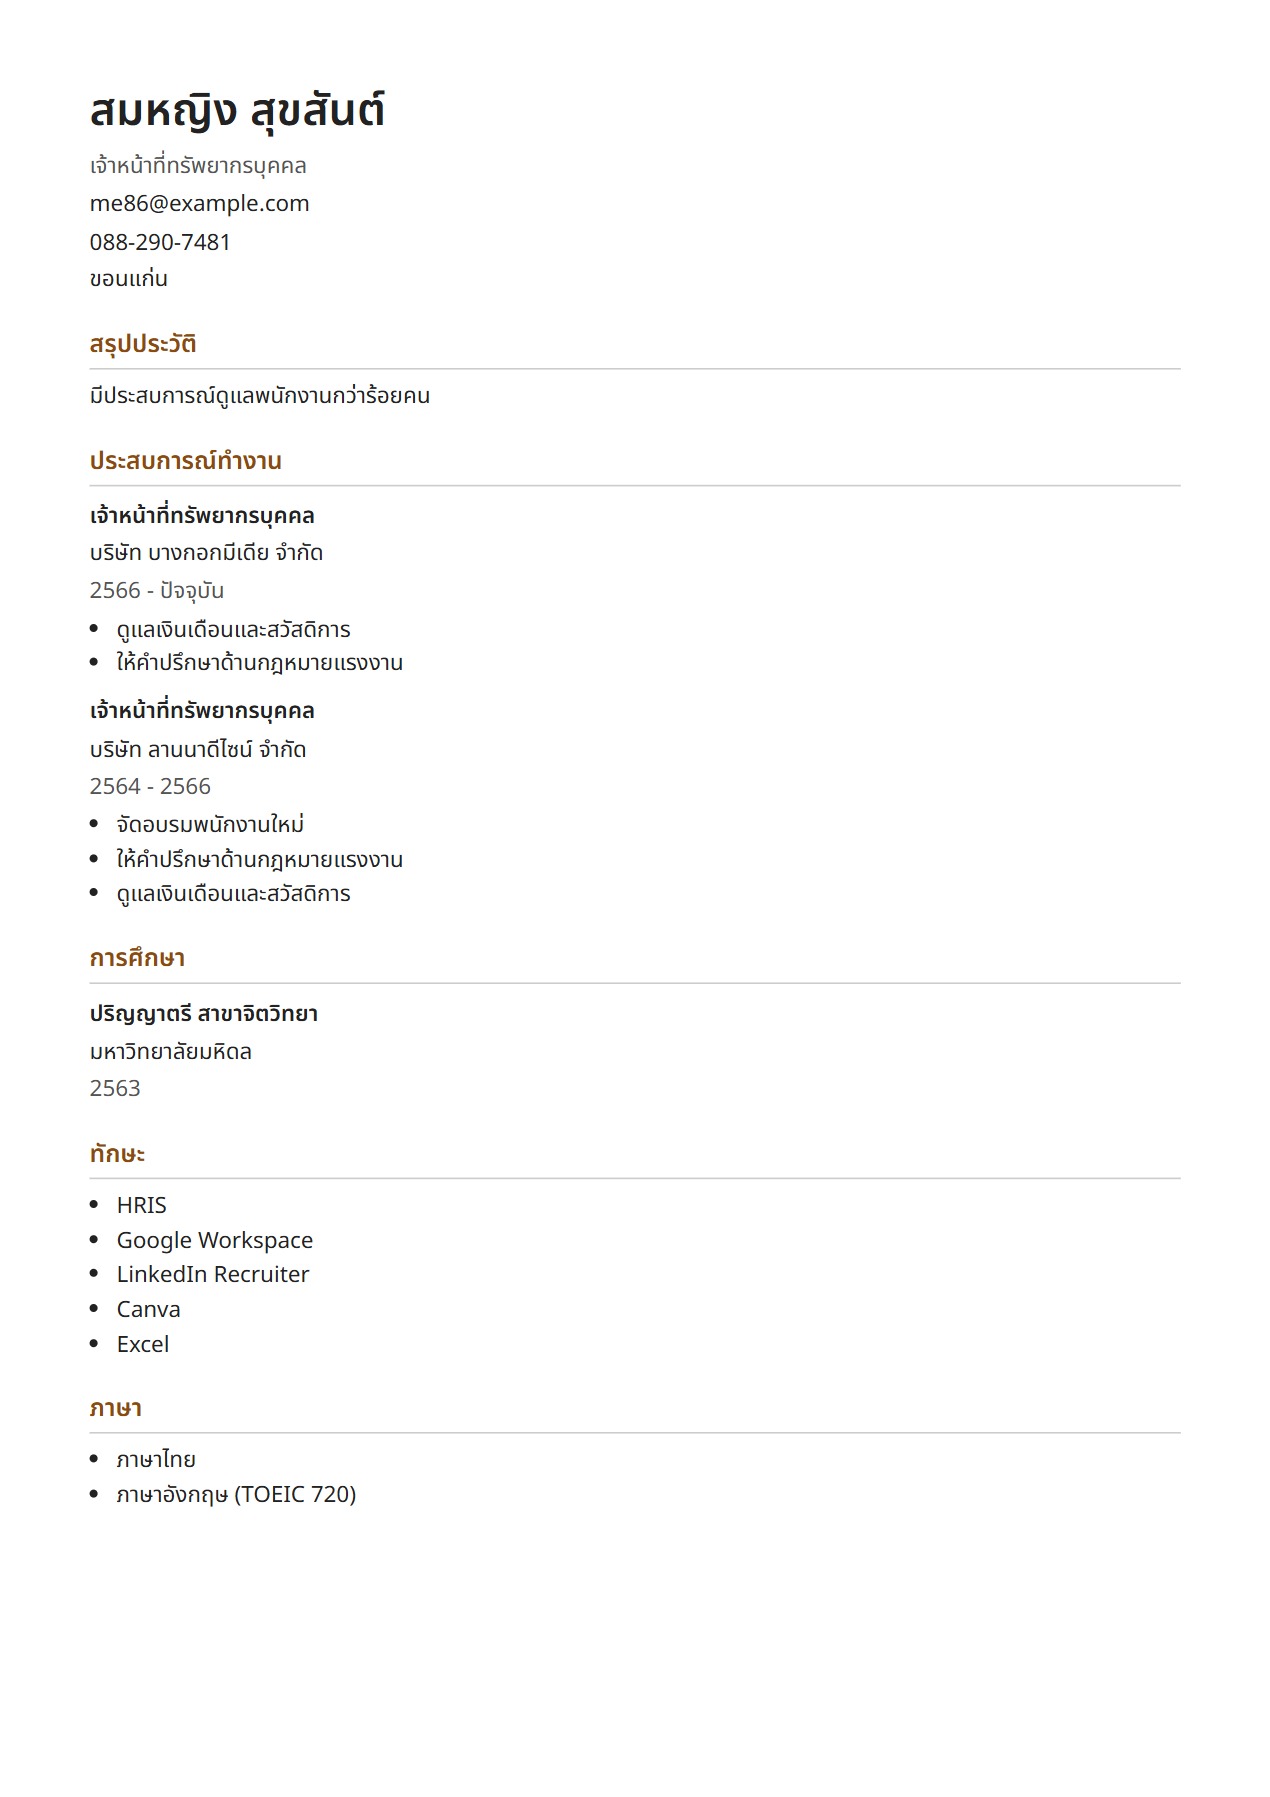 สมหญิง สุขสันต์
เจ้าหน้าที่ทรัพยากรบุคคล
me86@example.com
088-290-7481
ขอนแก่น
สรุปประวัติ
มีประสบการณ์ดูแลพนักงานกว่าร้อยคน
ประสบการณ์ทำงาน
เจ้าหน้าที่ทรัพยากรบุคคล
บริษัท บางกอกมีเดีย จำกัด
2566 - ปัจจุบัน
• ดูแลเงินเดือนและสวัสดิการ
• ให้คำปรึกษาด้านกฎหมายแรงงาน
เจ้าหน้าที่ทรัพยากรบุคคล
บริษัท ลานนาดีไซน์ จำกัด
2564 - 2566
• จัดอบรมพนักงานใหม่
• ให้คำปรึกษาด้านกฎหมายแรงงาน
• ดูแลเงินเดือนและสวัสดิการ
การศึกษา
ปริญญาตรี สาขาจิตวิทยา
มหาวิทยาลัยมหิดล
2563
ทักษะ
• HRIS
• Google Workspace
• LinkedIn Recruiter
• Canva
• Excel
ภาษา
• ภาษาไทย
• ภาษาอังกฤษ (TOEIC 720)